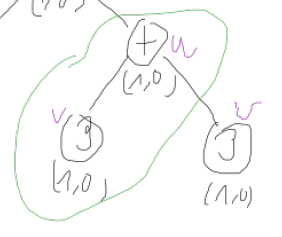 (1,0)
+ u
(1,0)
v 3 v 3
(1,0) (1,0)